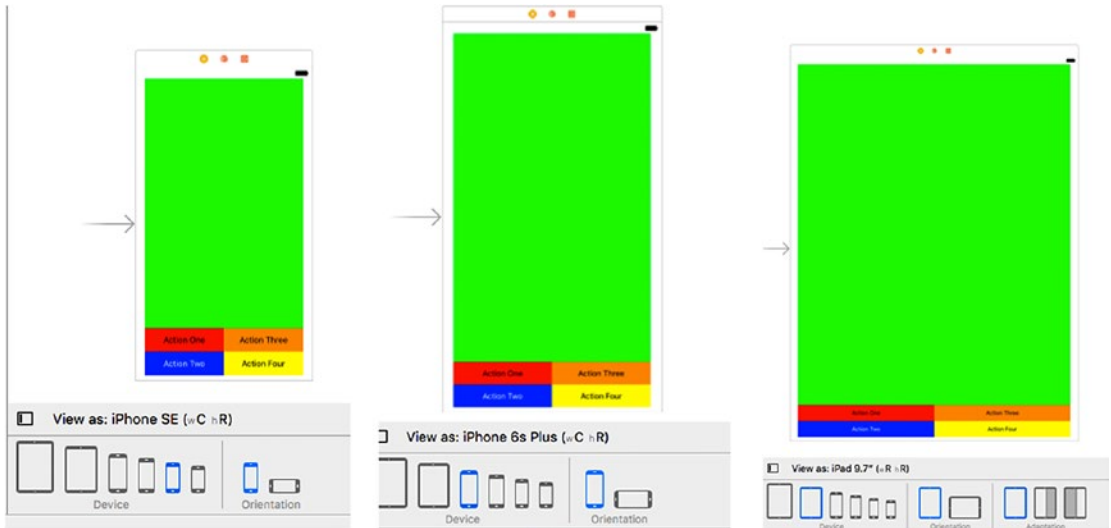 Action One Action Three
Action Two Action Four
View as: iPhone SE (wC hR)
Device Orientation
Action One Action Three
Action Two Action Four
View as: iPhone 6s Plus (wC hR)
Device Orientation
Action One Action Three
Action Two Action Four
View as: iPad 9.7" (wR hR)
Device Orientation Adaptation